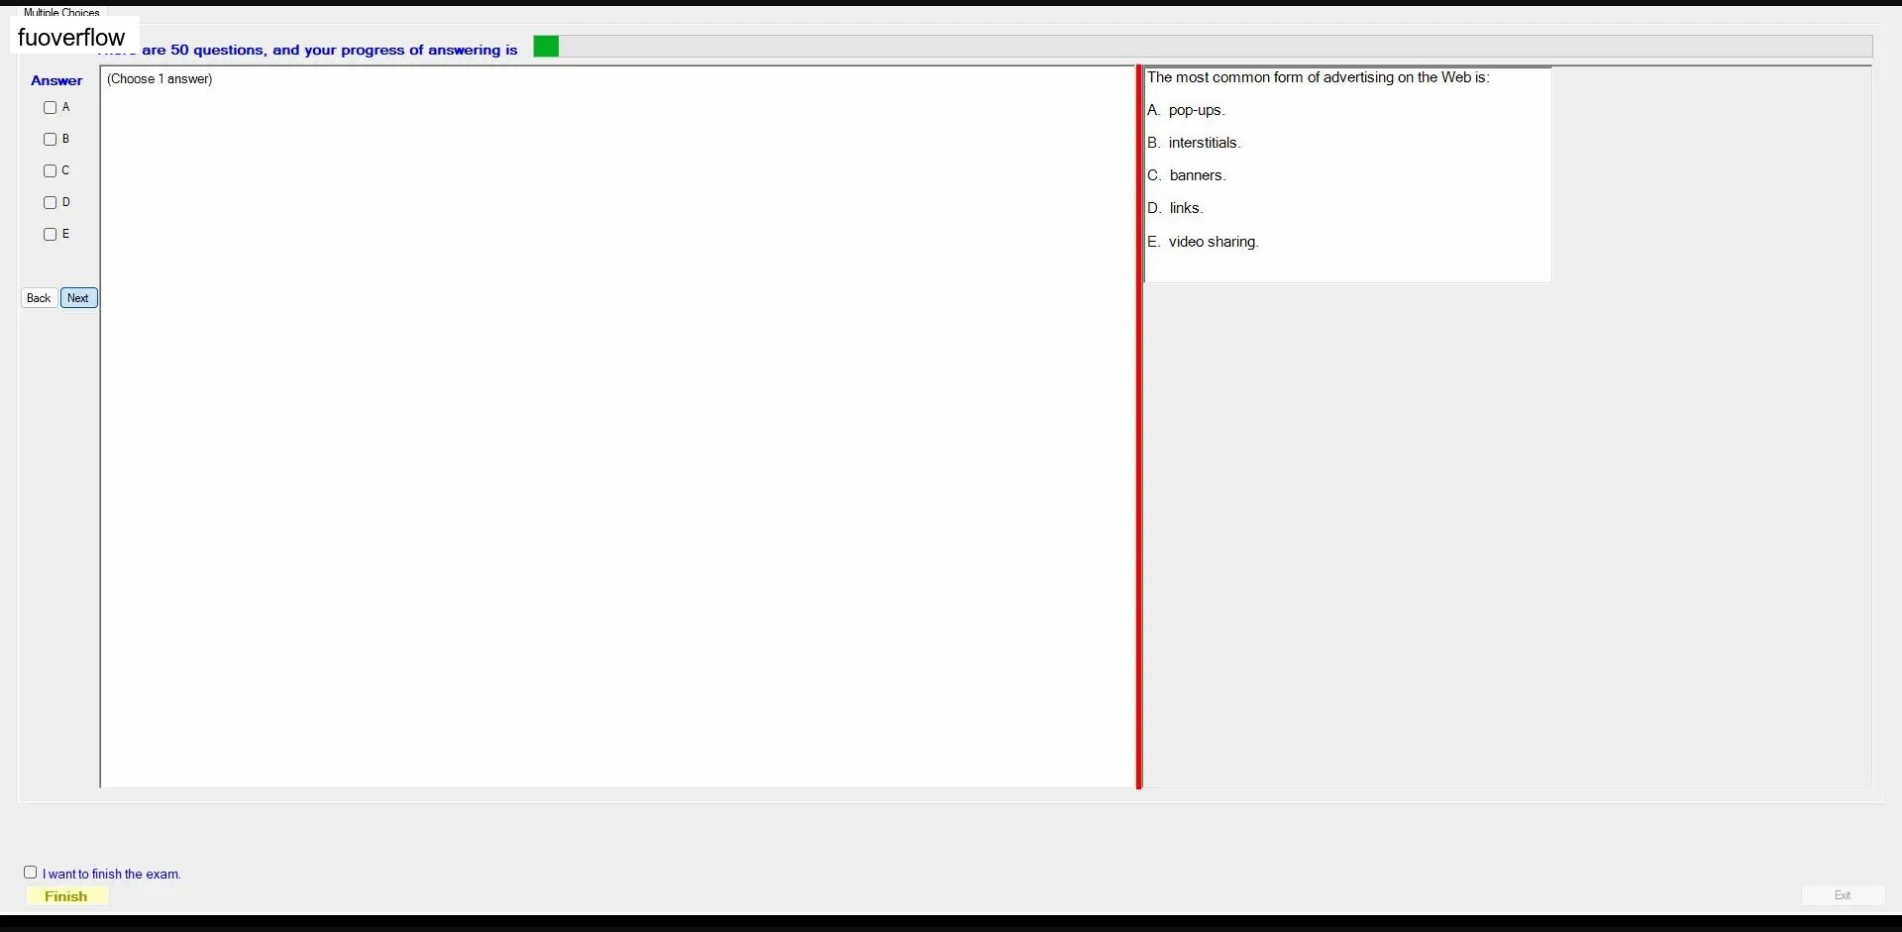 Multiple Choices
fuoverflow
are 50 questions, and your progress of answering is
Answer
(Choose 1 answer)
A
B
C
D
E
Back Next
The most common form of advertising on the Web is:
A. pop-ups.
B. interstitials.
C. banners.
D. links.
E. video sharing.
I want to finish the exam.
Finish
Exit